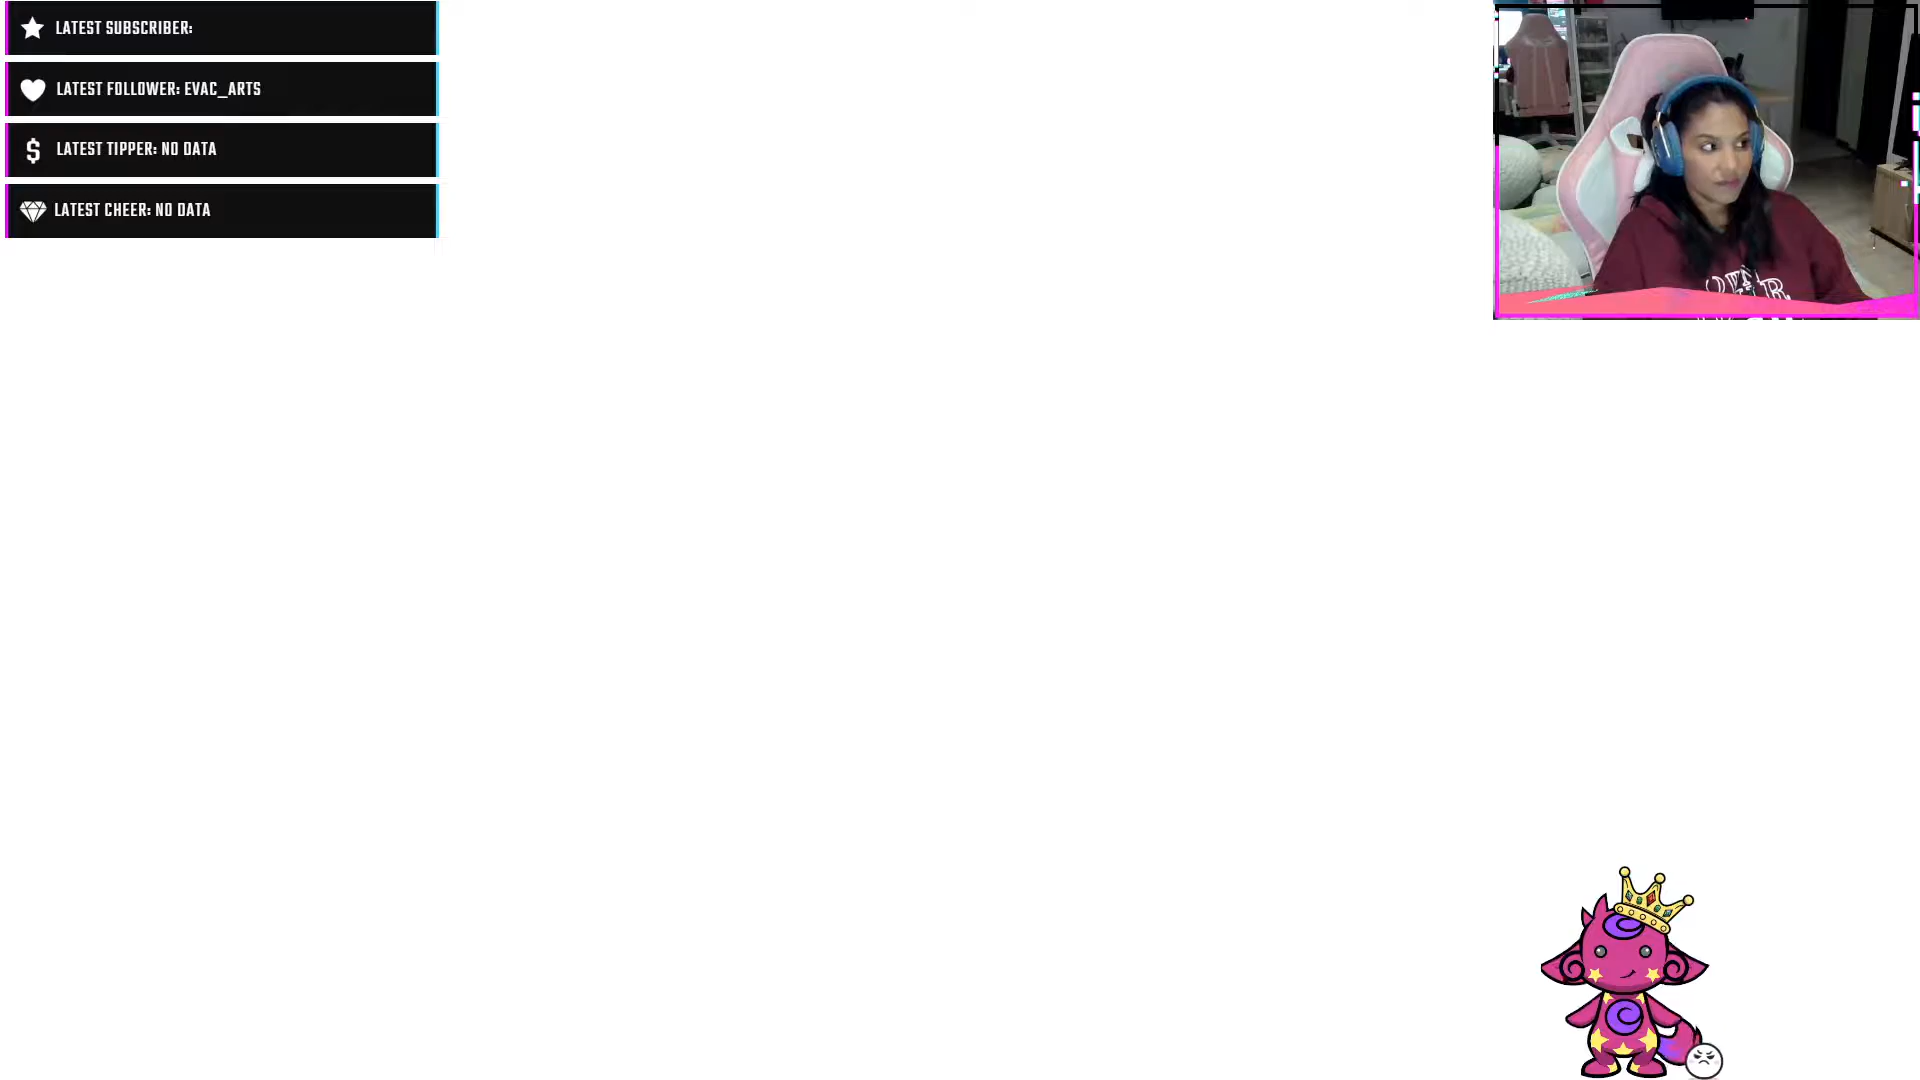 LATEST SUBSCRIBER:
LATEST FOLLOWER: EVAC_ARTS
LATEST TIPPER: NO DATA
LATEST CHEER: NO DATA